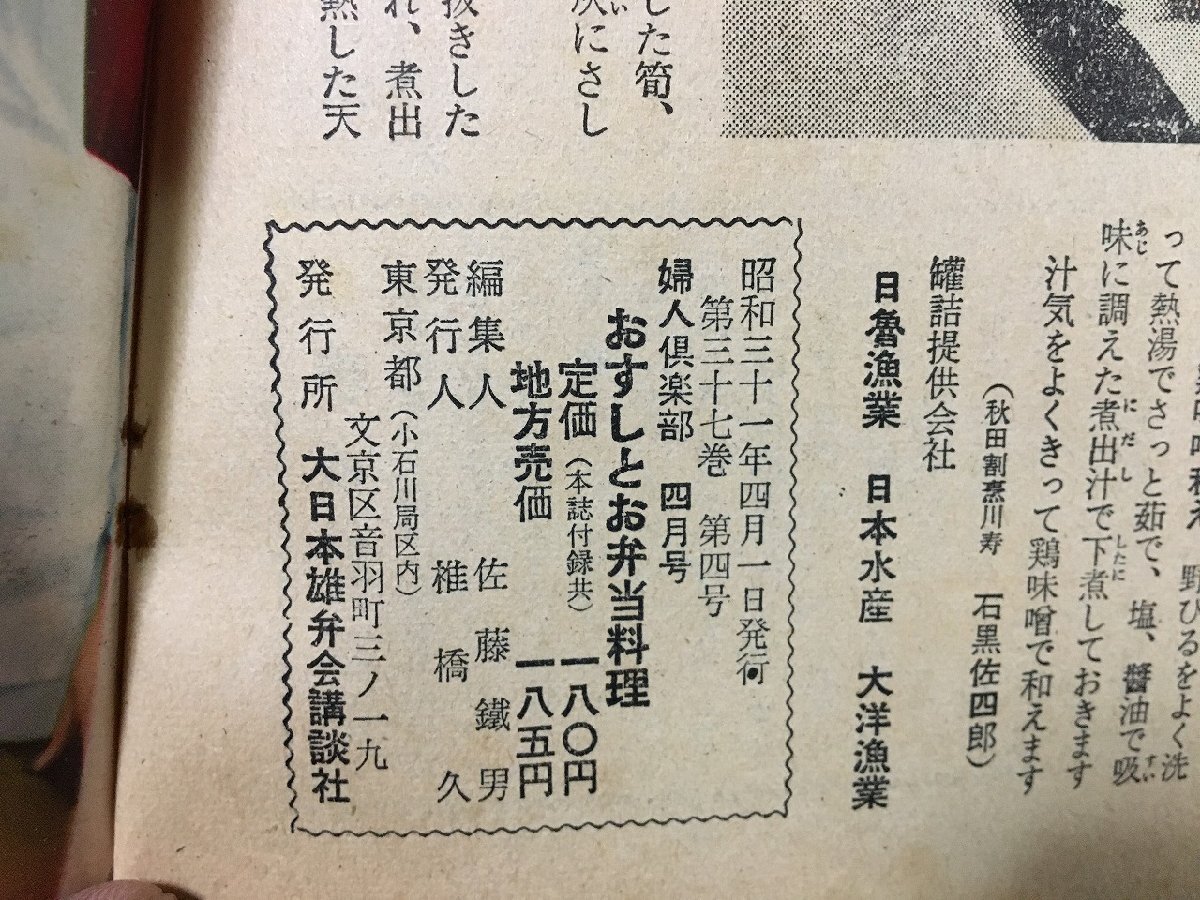 した筍、
灰にさし
抜きした
れ、煮出
熱した天
野びるをよく洗
って熱湯でさっと茹で、塩、醤油で吸
味に調えた煮出汁で下煮しておきます
汁気をよくきって鶏味噌で和えます
（秋田割烹川寿　石黒佐四郎）
罐詰提供会社
日魯漁業　日本水産　大洋漁業
昭和三十一年四月一日発行
第三十七巻　第四号
婦人倶楽部　四月号
おすしとお弁当料理
定価（本誌付録共）一八〇円
地方売価　一八五円
編集人　佐藤鐵男
発行人　椎橋久
東京都（小石川局区内）
文京区音羽町三ノ一九
発行所　大日本雄弁会講談社